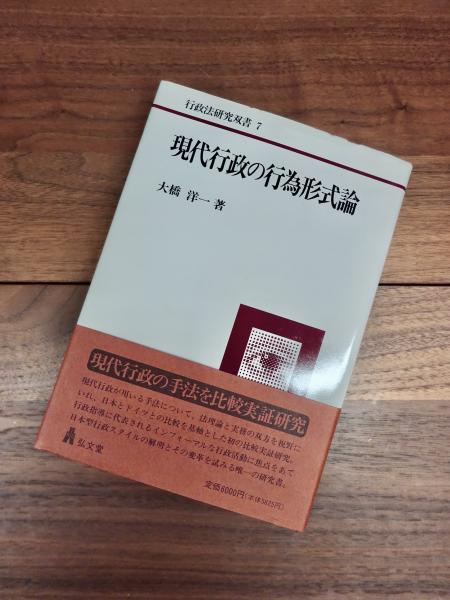 行政法研究双書 7
現代行政の行為形式論
大橋 洋一 著
現代行政の手法を比較実証研究
現代行政が用いる手法について、法理論と実務の双方を視野に
いれ、日本とドイツとの比較を基軸とした初の比較実証研究。
行政指導に代表されるインフォーマルな行政活動に焦点をあて
日本型行政スタイルの解明とその変革を試みる唯一の研究書。
弘文堂
定価6000円(本体5825円)